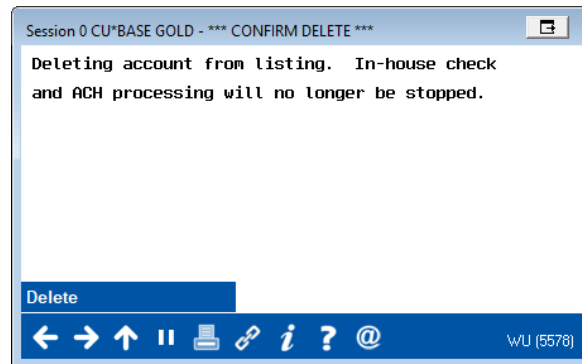 Session 0 CU*BASE GOLD - *** CONFIRM DELETE ***
Deleting account from listing. In-house check
and ACH processing will no longer be stopped.
Delete
WU (5578)